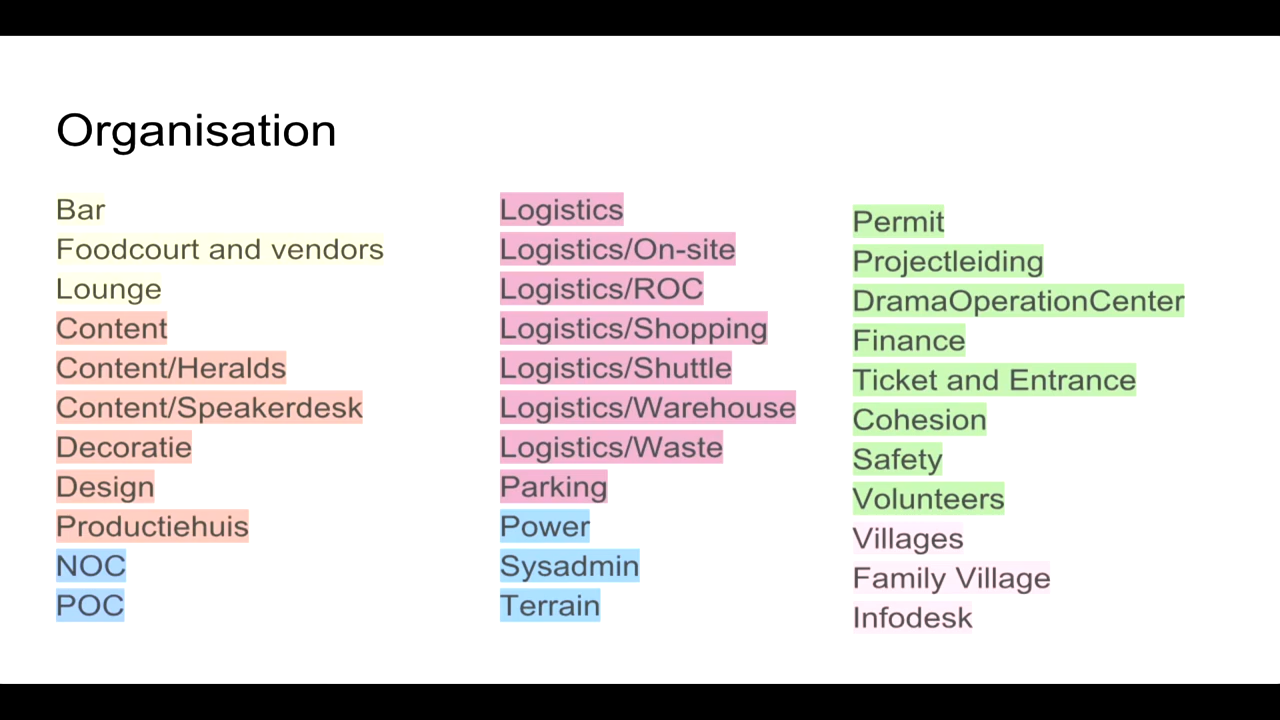 Organisation
Bar
Foodcourt and vendors
Lounge
Content
Content/Heralds
Content/Speakerdesk
Decoratie
Design
Productiehuis
NOC
POC
Logistics
Logistics/On-site
Logistics/ROC
Logistics/Shopping
Logistics/Shuttle
Logistics/Warehouse
Logistics/Waste
Parking
Power
Sysadmin
Terrain
Permit
Projectleiding
DramaOperationCenter
Finance
Ticket and Entrance
Cohesion
Safety
Volunteers
Villages
Family Village
Infodesk